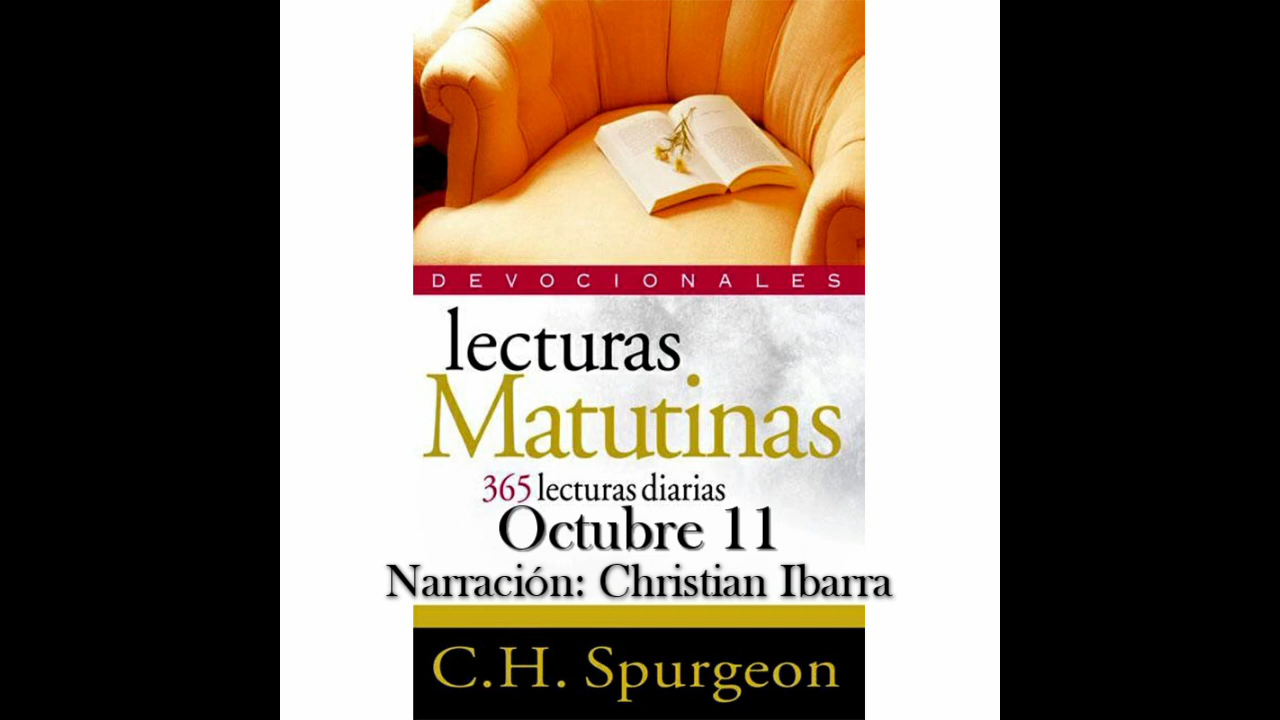 DEVOCIONALES
lecturas
Matutinas
365 lecturas diarias
Octubre 11
Narración: Christian Ibarra
C.H. Spurgeon